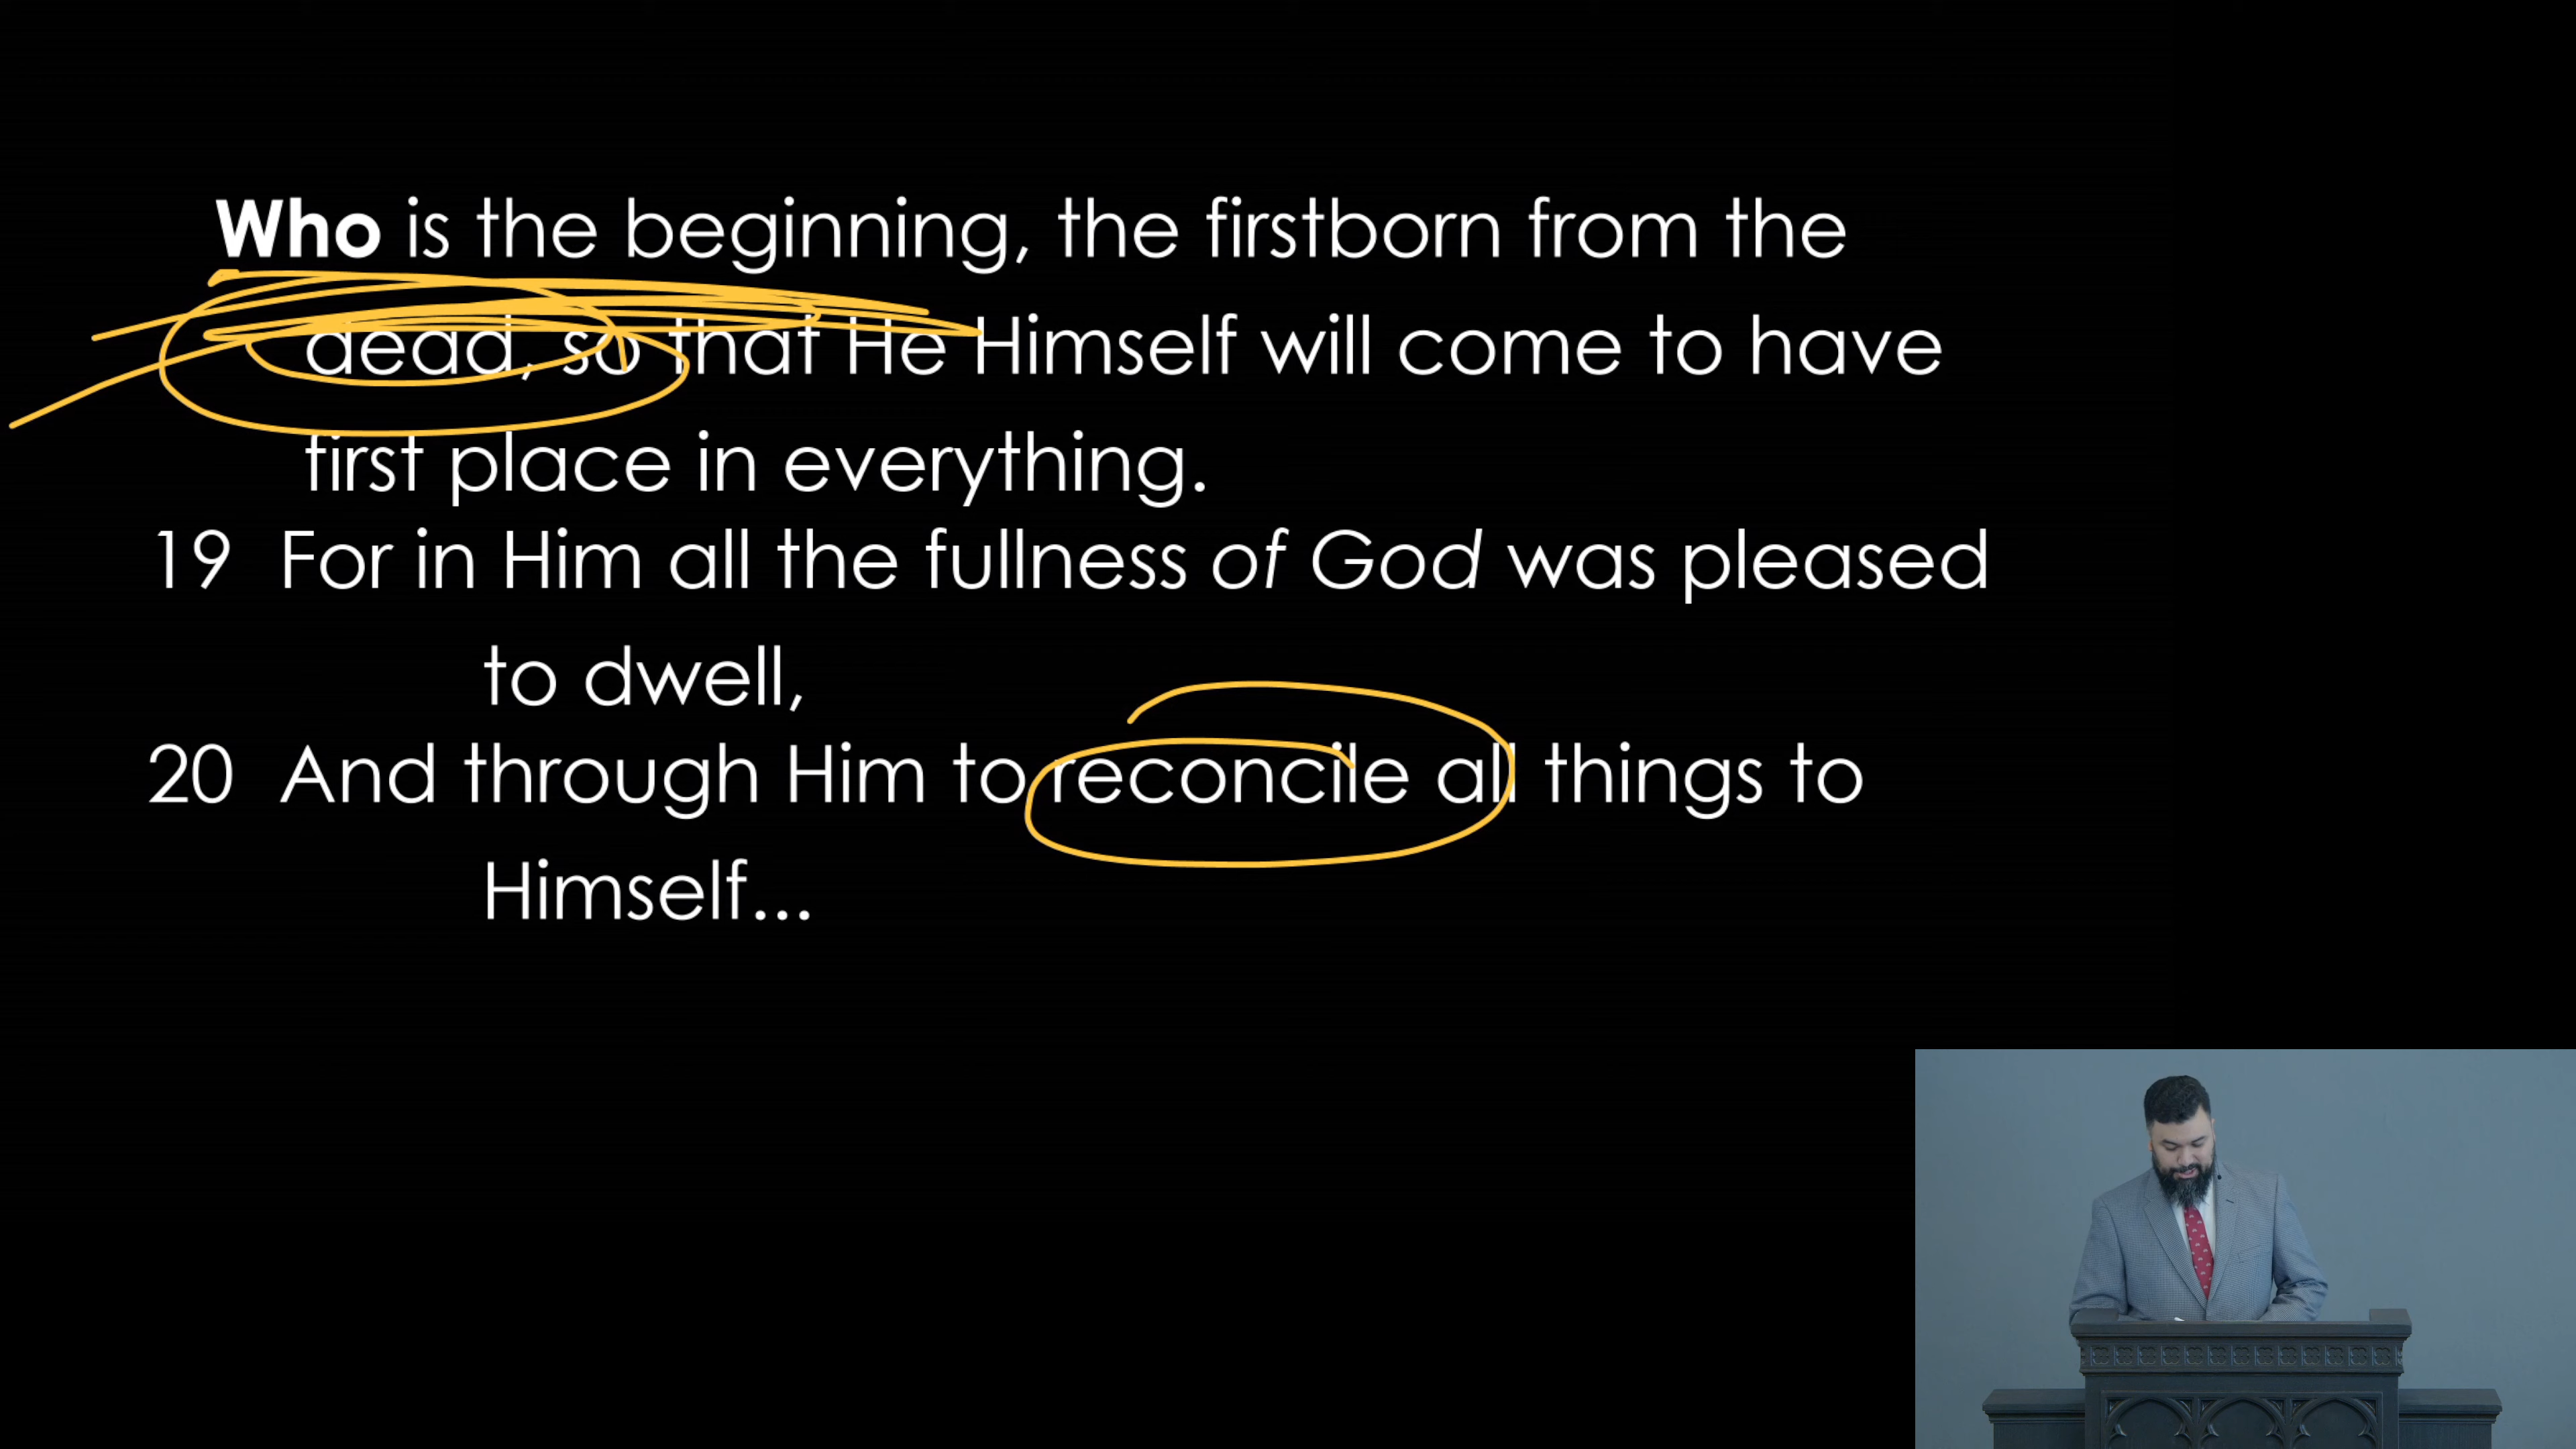 Who is the beginning, the firstborn from the
dead, so that He Himself will come to have
first place in everything.
19 For in Him all the fullness of God was pleased
to dwell,
20 And through Him to reconcile all things to
Himself...